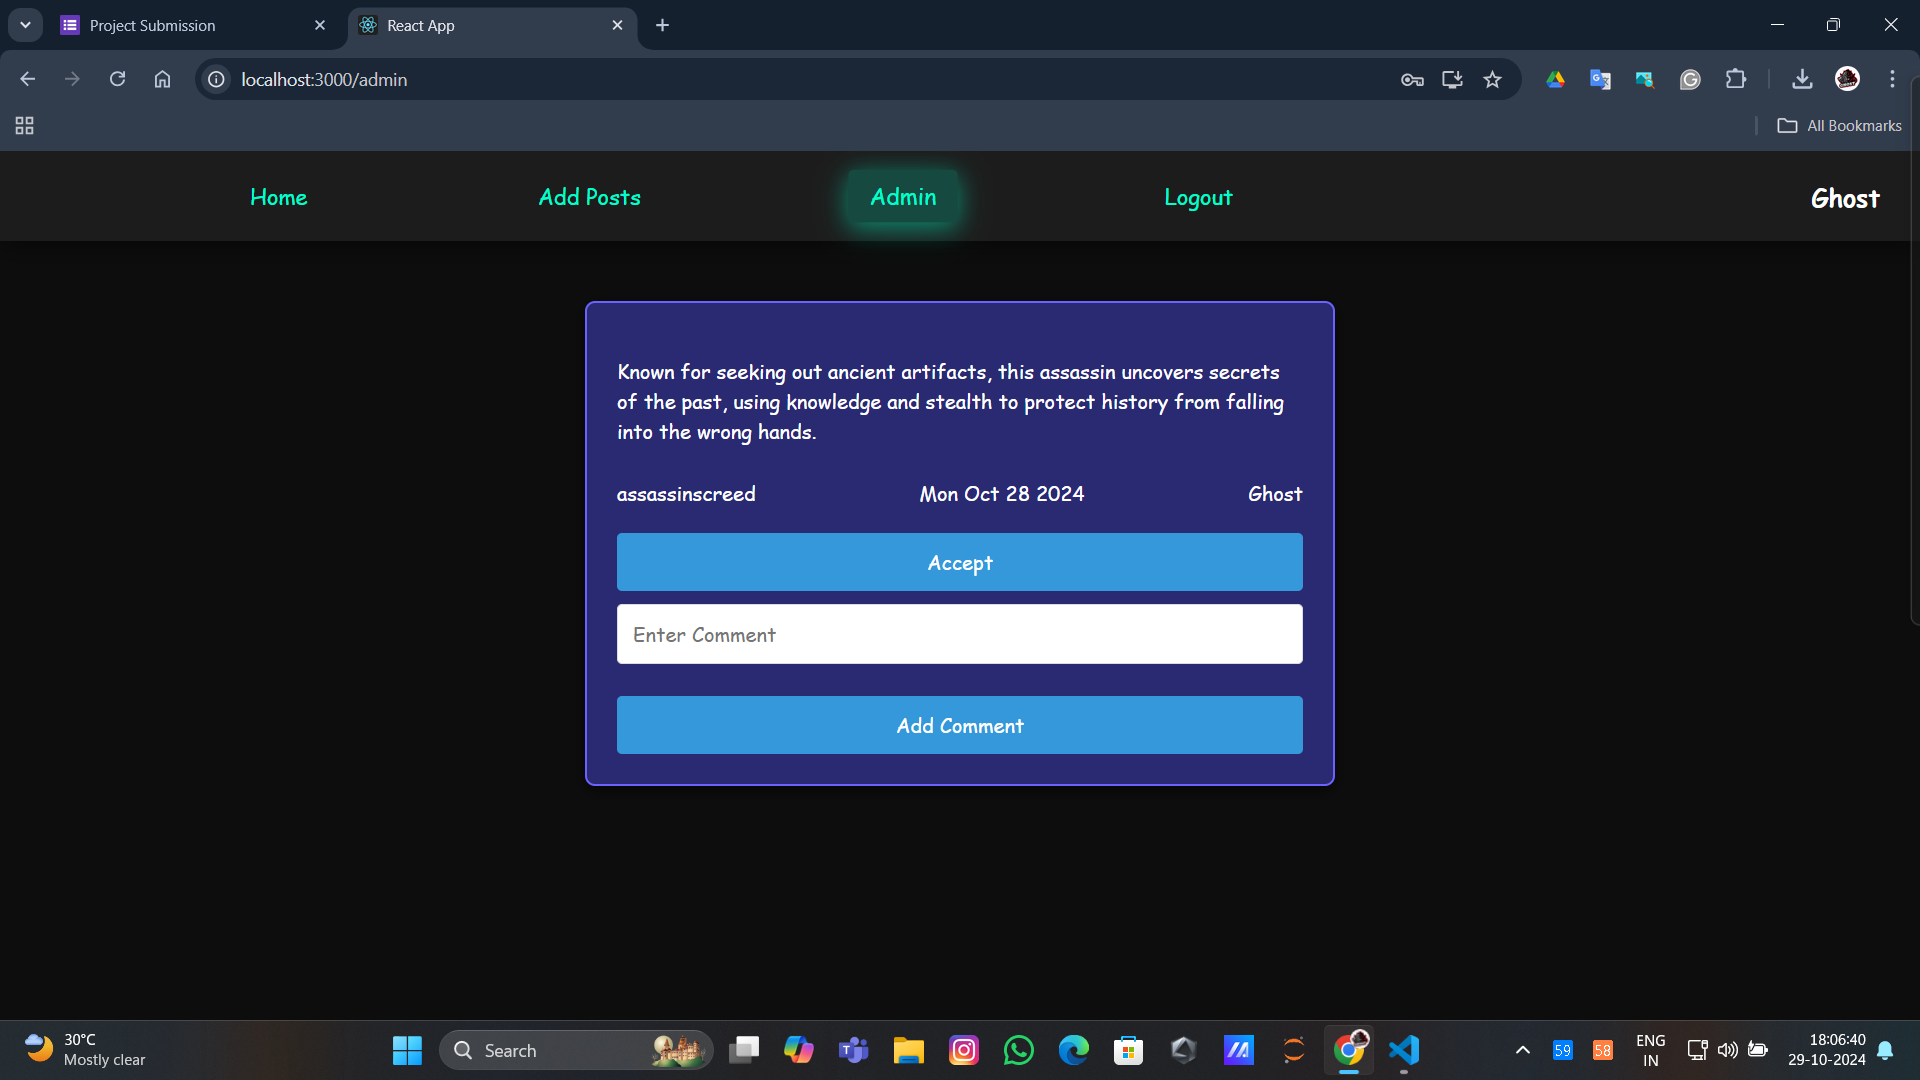 Project Submission
React App
localhost:3000/admin
All Bookmarks
Home
Add Posts
Admin
Logout
Ghost
Known for seeking out ancient artifacts, this assassin uncovers secrets
of the past, using knowledge and stealth to protect history from falling
into the wrong hands.
assassinscreed
Mon Oct 28 2024
Ghost
Accept
Enter Comment
Add Comment
30°C
Mostly clear
Search
59
58
ENG
IN
18:06:40
29-10-2024